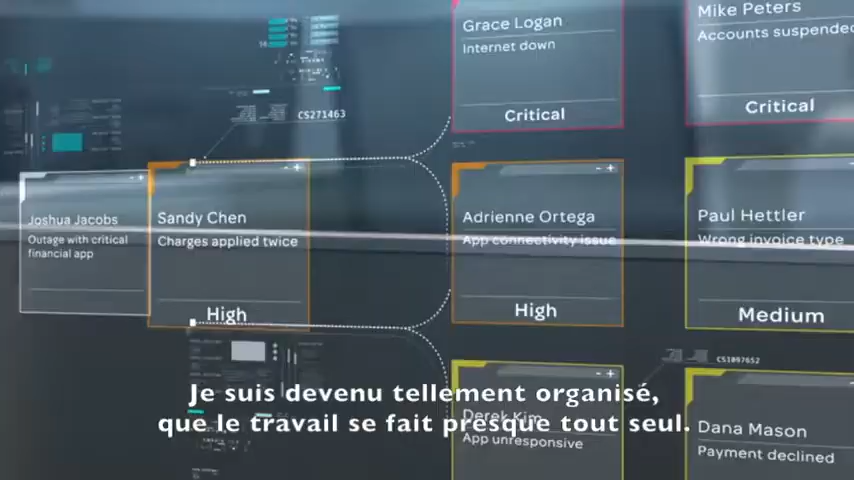 Grace Logan
Internet down
Critical
Mike Peters
Accounts suspended
Critical
CS271463
Joshua Jacobs
Outage with critical
financial app
Sandy Chen
Charges applied twice
High
Adrienne Ortega
App connectivity issue
High
Paul Hettler
Wrong invoice type
Medium
CS1097652
Derek Kim
App unresponsive
Dana Mason
Payment declined
Je suis devenu tellement organisé,
que le travail se fait presque tout seul.